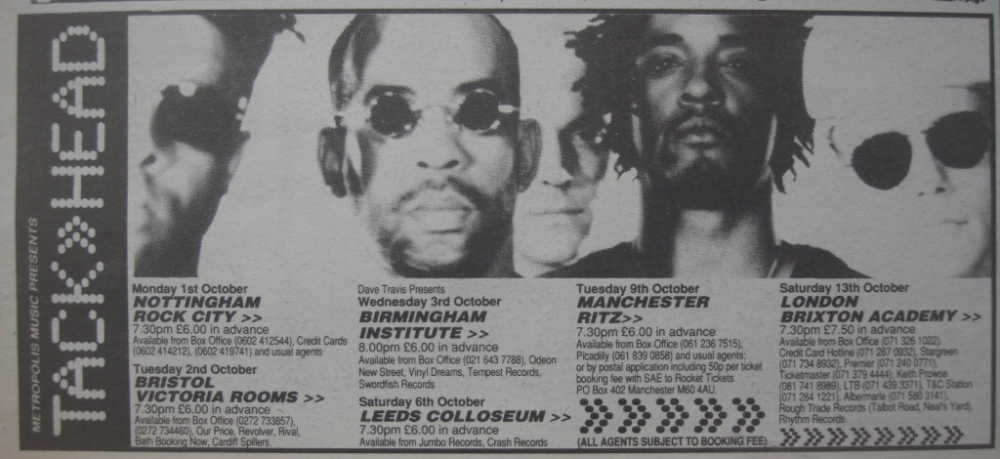 METROPOLIS MUSIC PRESENTS
TACK»HEAD
Monday 1st October
NOTTINGHAM
ROCK CITY >>
7.30pm £6.00 in advance
Available from Box Office (0602 412544), Credit Cards
(0602 414212), (0602 419741) and usual agents
Tuesday 2nd October
BRISTOL
VICTORIA ROOMS >>
7.30pm £6.00 in advance
Available from Box Office (0272 733857),
(0272 734460), Our Price, Revolver, Rival,
Bath Booking Now, Cardiff Spillers.
Dave Travis Presents
Wednesday 3rd October
BIRMINGHAM
INSTITUTE >>
8.00pm £6.00 in advance
Available from Box Office (021 643 7788), Odeon
New Street, Vinyl Dreams, Tempest Records,
Swordfish Records
Saturday 6th October
LEEDS COLLOSEUM >>
7.30pm £6.00 in advance
Available from Jumbo Records, Crash Records
Tuesday 9th October
MANCHESTER
RITZ>>
7.30pm £6.00 in advance
Available from Box Office (061 236 7515),
Picadilly (061 839 0858) and usual agents;
or by postal application including 50p per ticket
booking fee with SAE to Rocket Tickets
PO Box 402 Manchester M60 4AU.
(ALL AGENTS SUBJECT TO BOOKING FEE)
Saturday 13th October
LONDON
BRIXTON ACADEMY >>
7.30pm £7.50 in advance
Available from Box Office (071 326 1022)
Credit Card Hotline (071 287 0932), Stargreen
(071 734 8932), Premier (071 240 0771),
Ticketmaster (071 379 4444), Keith Prowse
(081 741 8989), LTB (071 439 3371), T&C Station
(071 284 1221), Albermarle (071 580 3141),
Rough Trade Records (Talbot Road, Neal's Yard),
Rhythm Records.